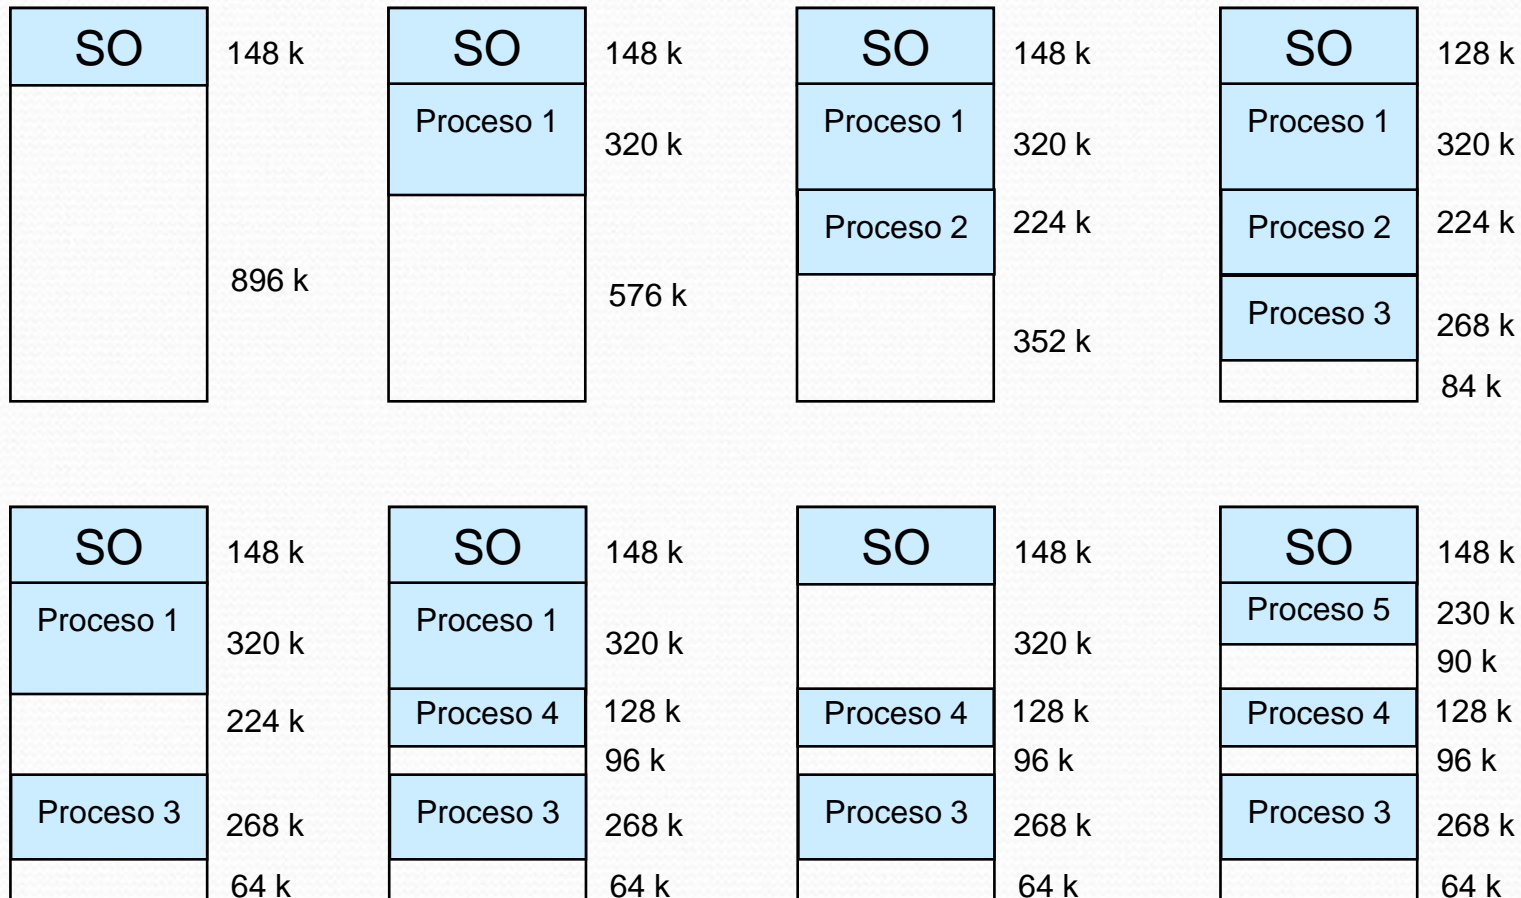 SO 148 k
896 k
SO 148 k
Proceso 1 320 k
576 k
SO 148 k
Proceso 1 320 k
Proceso 2 224 k
352 k
SO 128 k
Proceso 1 320 k
Proceso 2 224 k
Proceso 3 268 k
84 k
SO 148 k
Proceso 1 320 k
224 k
Proceso 3 268 k
64 k
SO 148 k
Proceso 1 320 k
Proceso 4 128 k
96 k
Proceso 3 268 k
64 k
SO 148 k
320 k
Proceso 4 128 k
96 k
Proceso 3 268 k
64 k
SO 148 k
Proceso 5 230 k
90 k
Proceso 4 128 k
96 k
Proceso 3 268 k
64 k